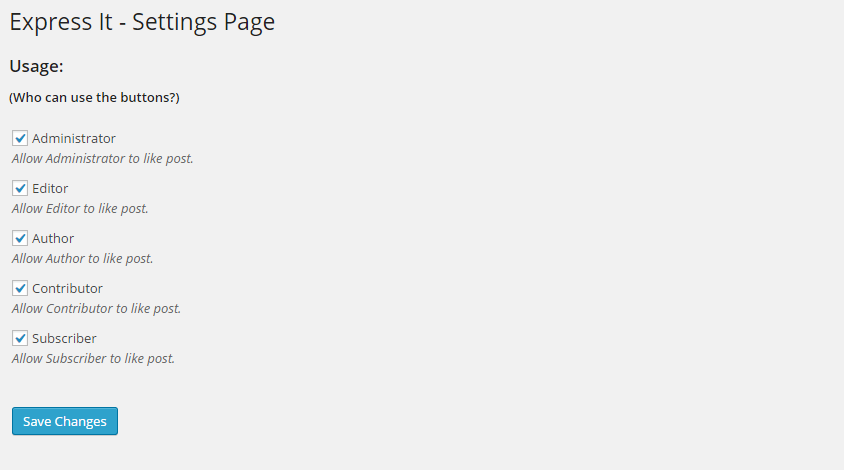 Express It - Settings Page
Usage:
(Who can use the buttons?)
Administrator
Allow Administrator to like post.
Editor
Allow Editor to like post.
Author
Allow Author to like post.
Contributor
Allow Contributor to like post.
Subscriber
Allow Subscriber to like post.
Save Changes